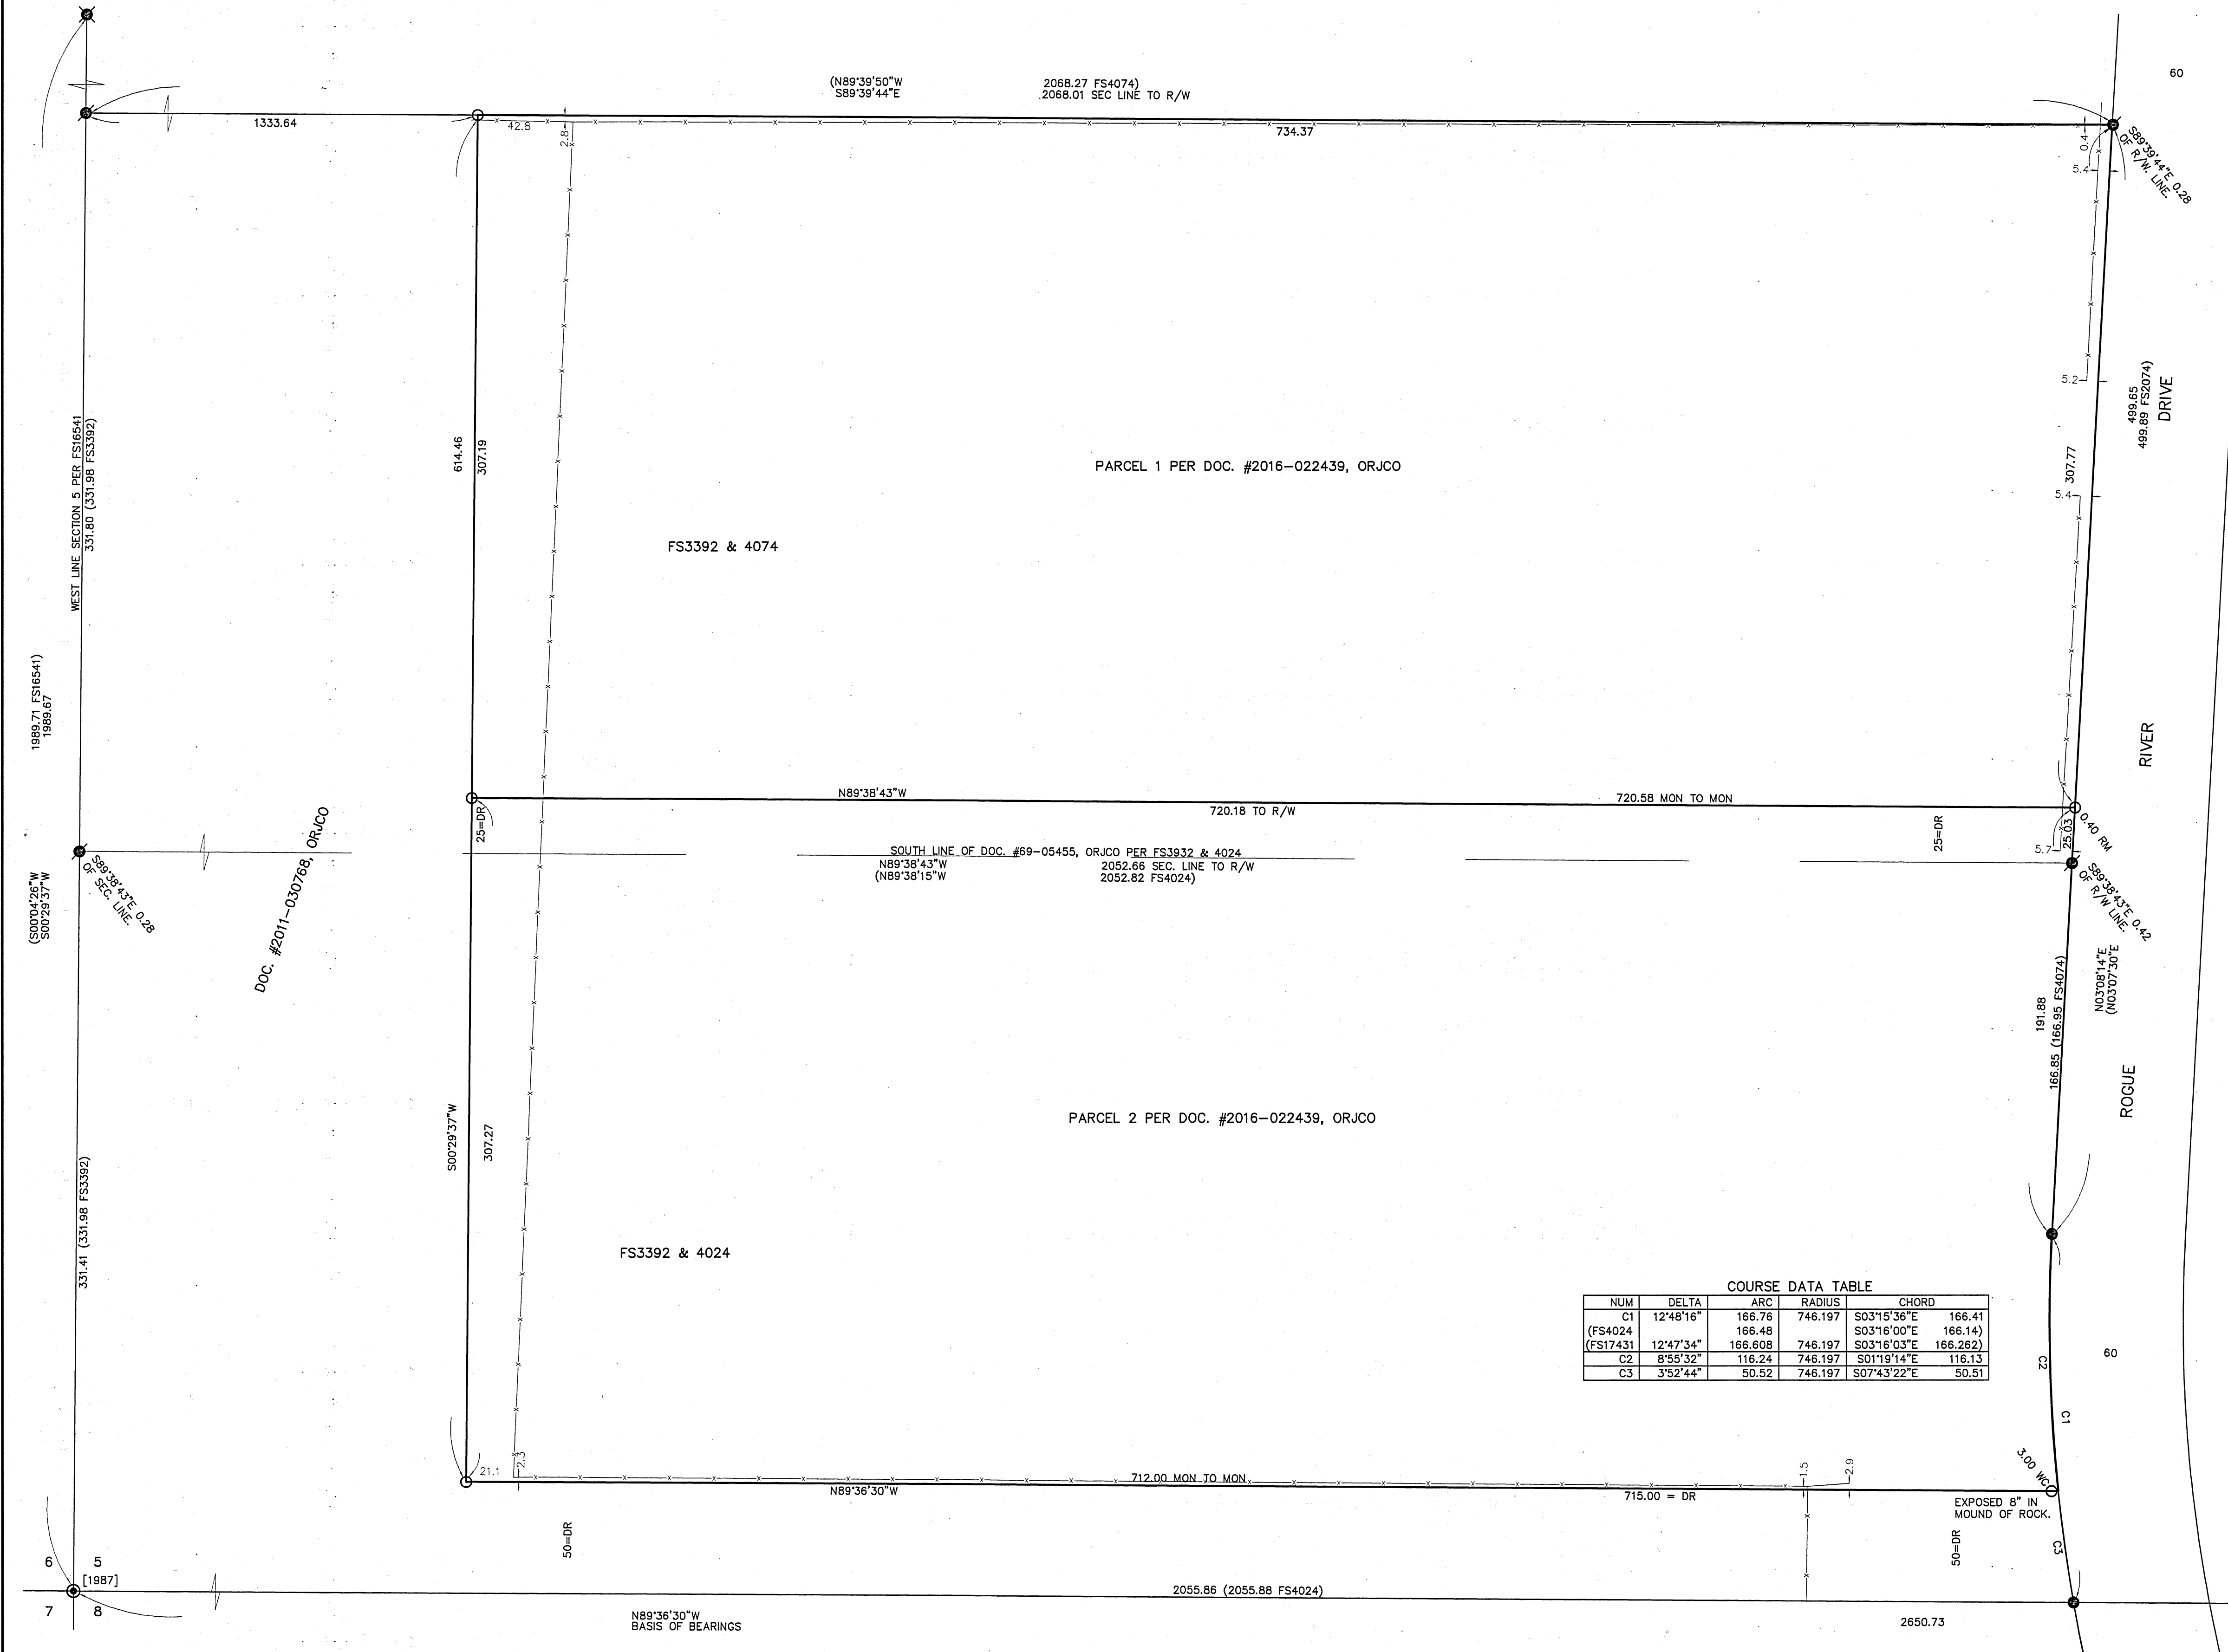 (N89°39'50"W 2068.27 FS4074)
S89°39'44"E 2068.01 SEC LINE TO R/W
60
1333.64
42.8
2.8
734.37
0.4
5.4
S89°39'44"E 0.28
OF R/W. LINE.
WEST LINE SECTION 5 PER FS16541
331.80 (331.98 FS3392)
614.46
307.19
PARCEL 1 PER DOC. #2016-022439, ORJCO
FS3392 & 4074
5.2
499.65
499.89 FS2074)
DRIVE
307.77
5.4
1989.71 FS16541)
1989.67
RIVER
N89°38'43"W
720.18 TO R/W
720.58 MON TO MON
25=DR
25=DR
25.03
0.40 RM
5.7
SOUTH LINE OF DOC. #69-05455, ORJCO PER FS3932 & 4024
N89°38'43"W 2052.66 SEC. LINE TO R/W
(N89°38'15"W 2052.82 FS4024)
S89°38'43"E 0.28
OF SEC. LINE.
S89°38'43"E 0.42
OF R/W LINE.
(S00°04'26"W
S00°29'37"W
DOC. #2011-030768, ORJCO
N03°08'14"E
(N03°07'30"E
191.88
166.85 (166.95 FS4074)
ROGUE
S00°29'37"W
307.27
PARCEL 2 PER DOC. #2016-022439, ORJCO
331.41 (331.98 FS3392)
FS3392 & 4024
COURSE DATA TABLE
NUM DELTA ARC RADIUS CHORD
C1 12°48'16" 166.76 746.197 S03°15'36"E 166.41
(FS4024 166.48 S03°16'00"E 166.14)
(FS17431 12°47'34" 166.608 746.197 S03°16'03"E 166.262)
C2 8°55'32" 116.24 746.197 S01°19'14"E 116.13
C3 3°52'44" 50.52 746.197 S07°43'22"E 50.51
60
C2
C1
3.00 WC
21.1
2.3
712.00 MON TO MON
N89°36'30"W
1.5
2.9
715.00 = DR
EXPOSED 8" IN
MOUND OF ROCK.
50=DR
50=DR
C3
6 5
[1987]
7 8
2055.86 (2055.88 FS4024)
N89°36'30"W
BASIS OF BEARINGS
2650.73